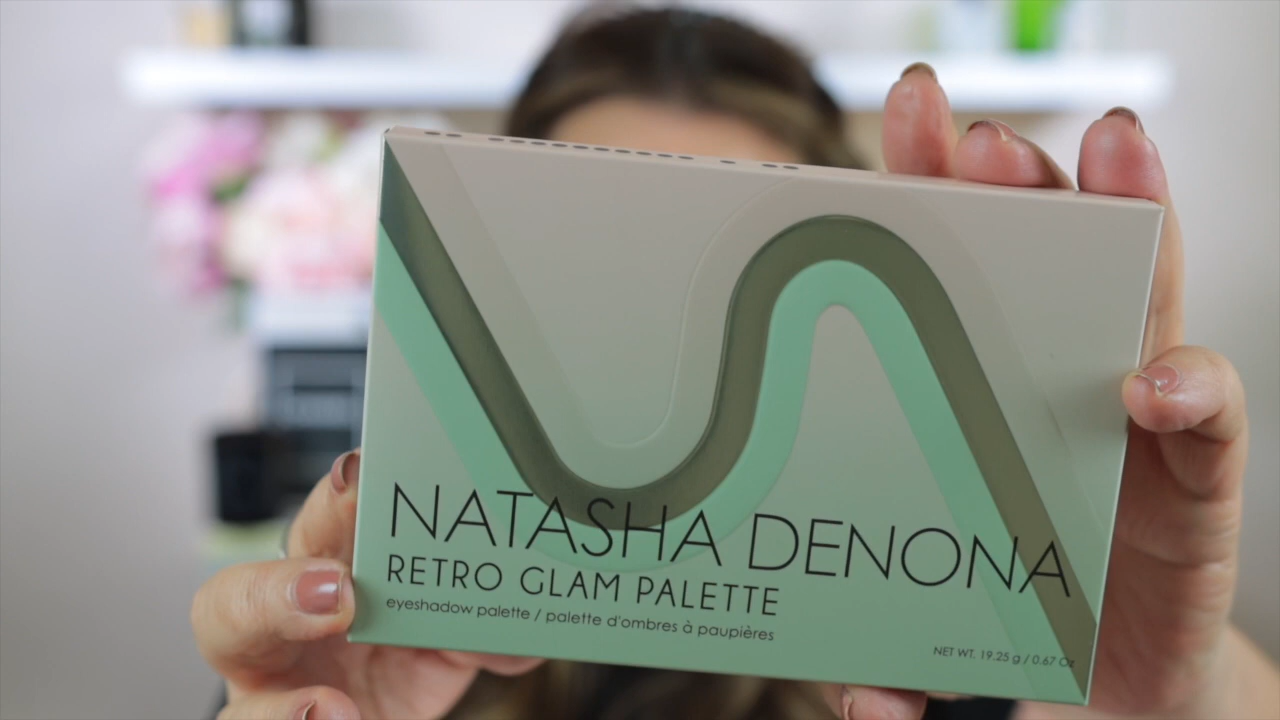 NATASHA DENONA
RETRO GLAM PALETTE
eyeshadow palette / palette d'ombres à paupières
NET WT. 19.25 g / 0.67 Oz